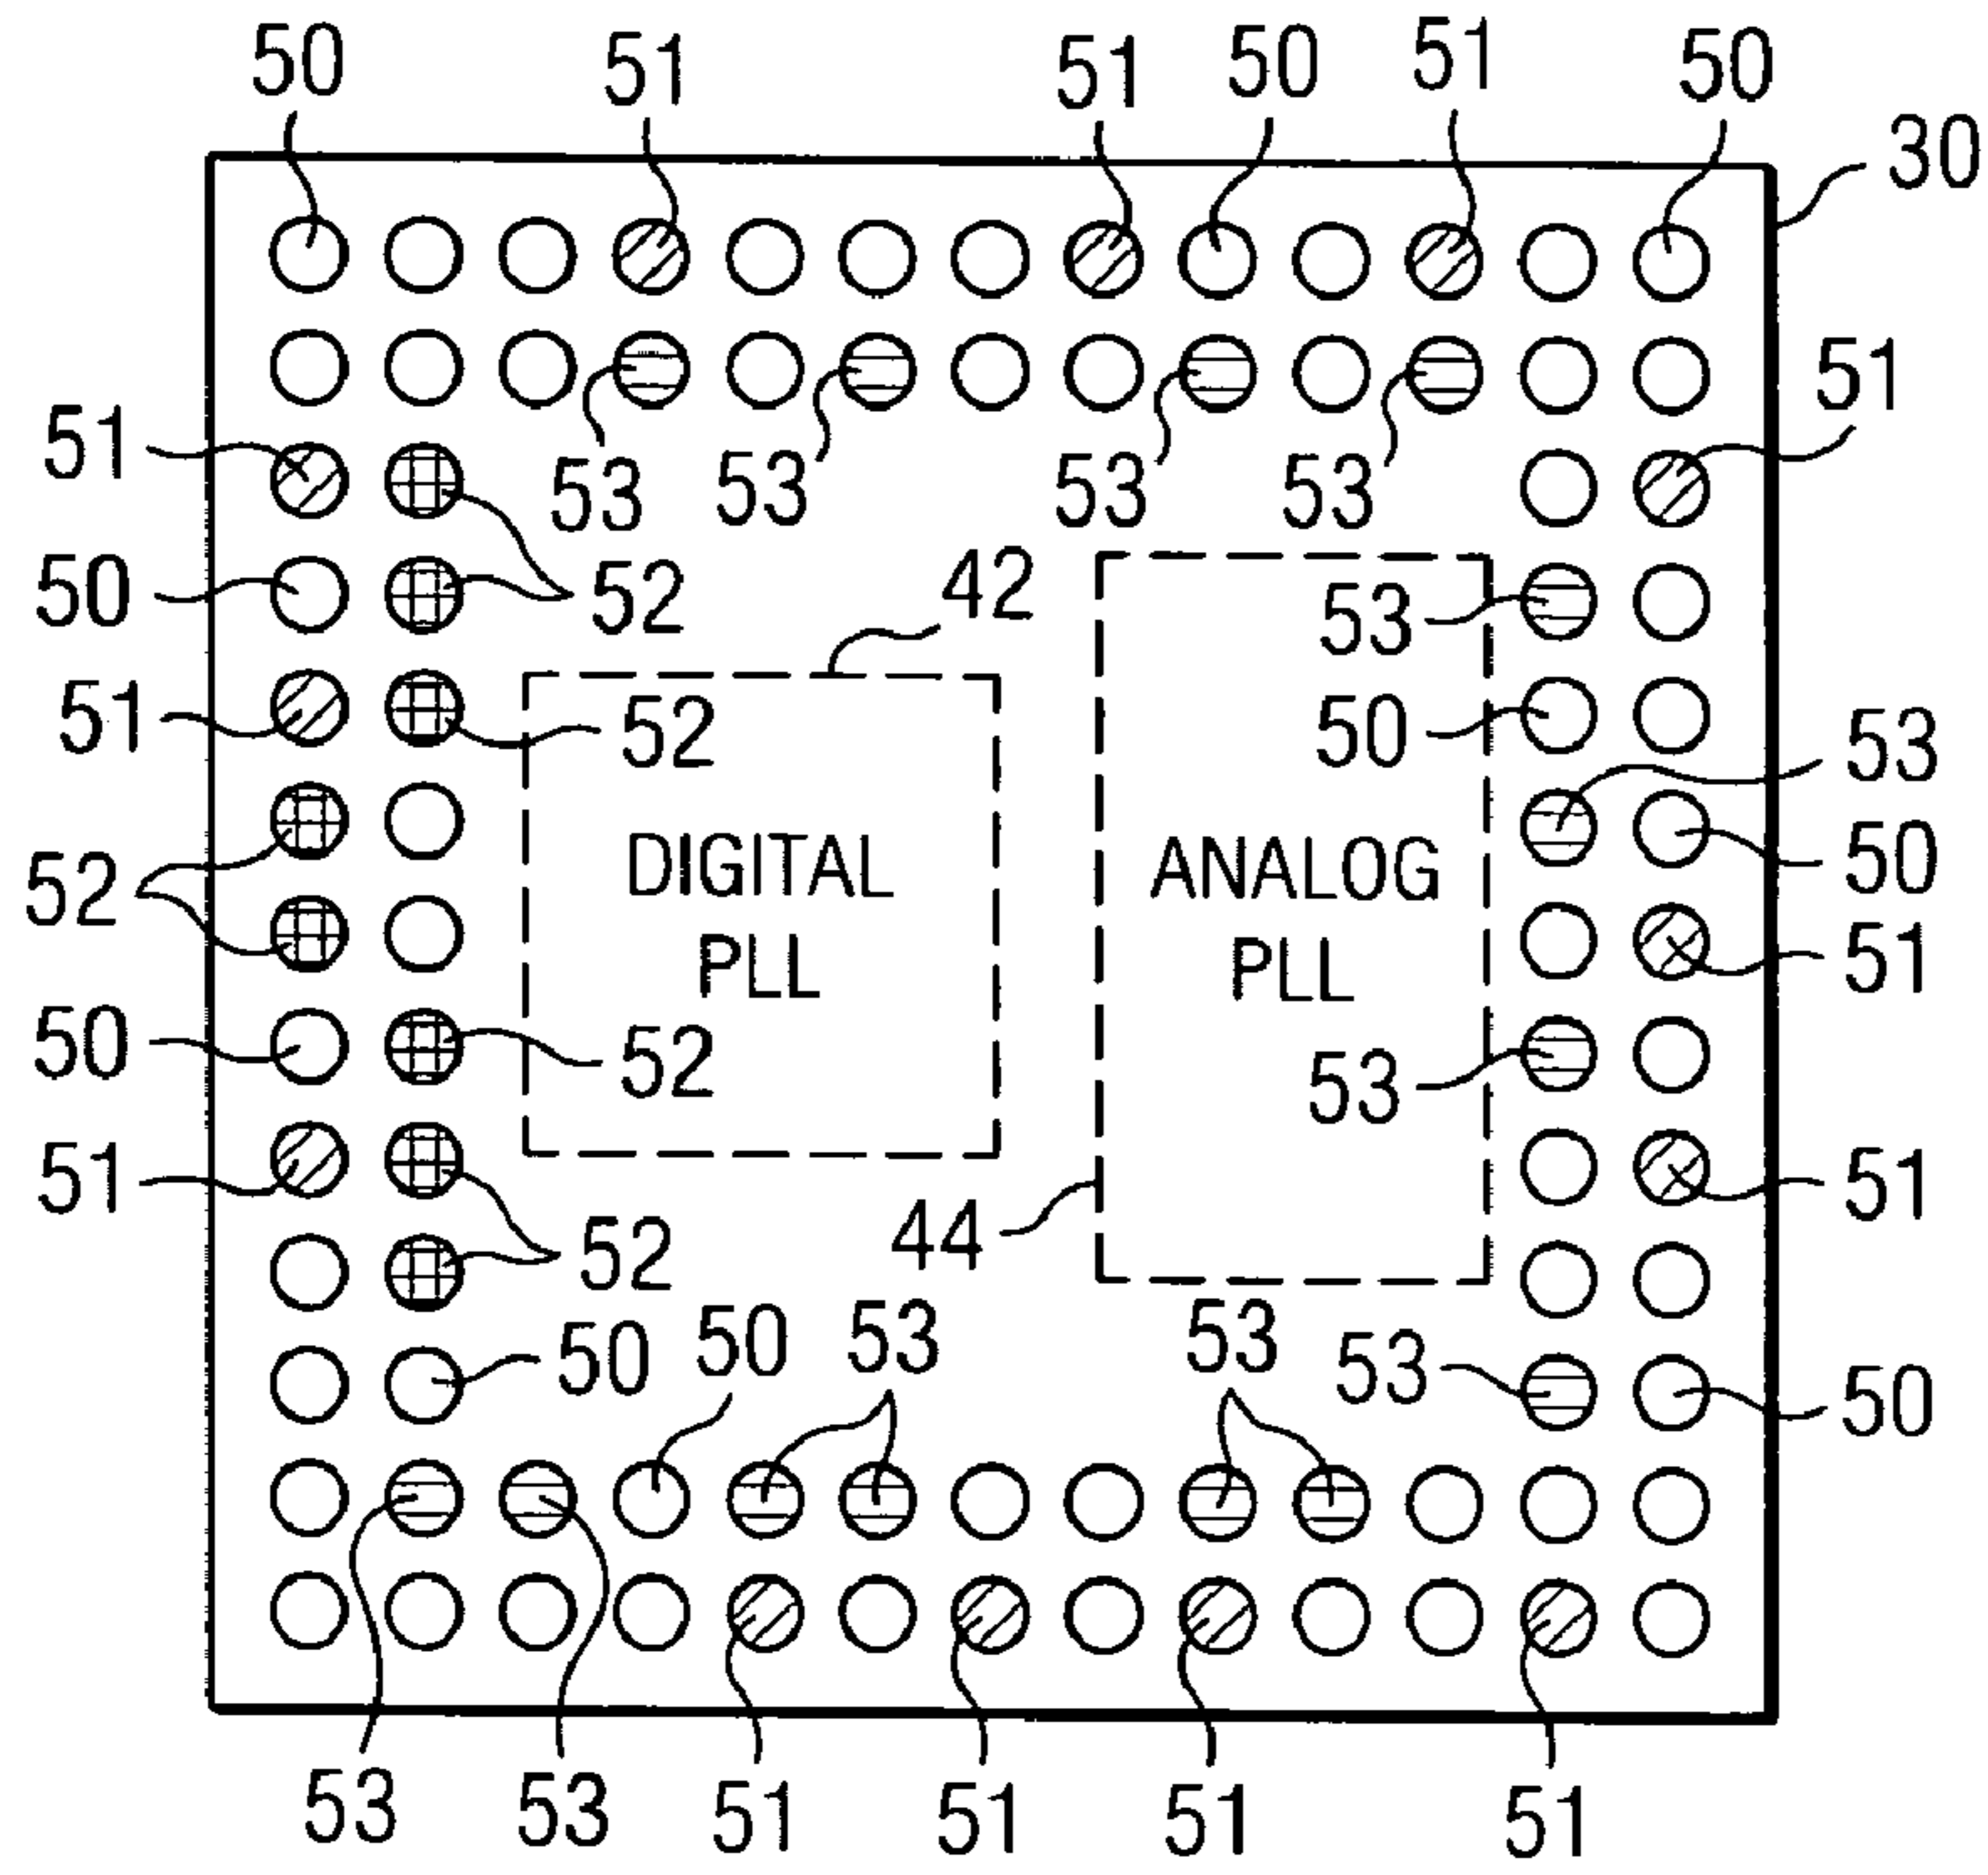 50 51 51 50 51 50
30
51
51 53 53 53 53
50 52 42 53
51 52 50 53
DIGITAL ANALOG
52 50
PLL PLL 51
50 52 53
51 51
52 44
50 50 53 53 53 50
53 53 51 51 51 51